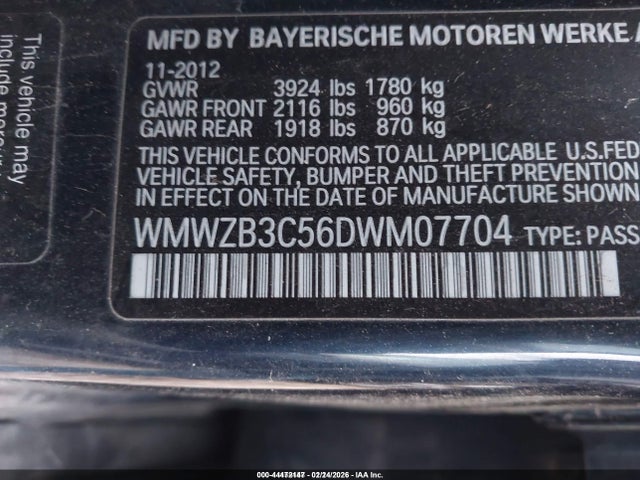 This vehicle may
include more
MFD BY BAYERISCHE MOTOREN WERKE
11-2012
GVWR 3924 lbs 1780 kg
GAWR FRONT 2116 lbs 960 kg
GAWR REAR 1918 lbs 870 kg
THIS VEHICLE CONFORMS TO ALL APPLICABLE U.S.FED
VEHICLE SAFETY, BUMPER AND THEFT PREVENTION
IN EFFECT ON THE DATE OF MANUFACTURE SHOWN
WMWZB3C56DWM07704 TYPE: PASS
02/24/2026 - IAA Inc.